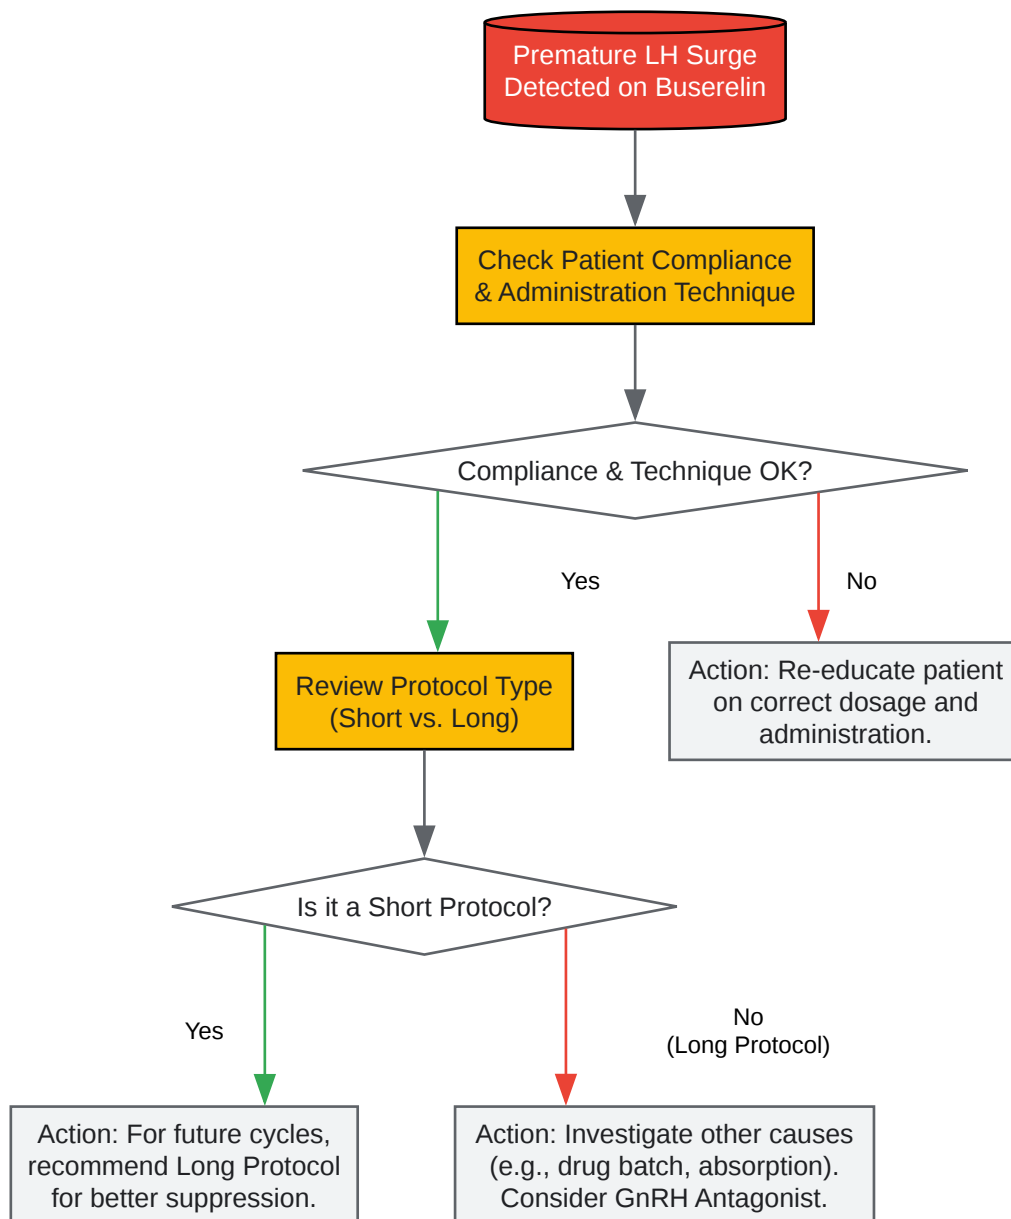 Premature LH Surge
Detected on Buserelin
Check Patient Compliance
& Administration Technique
Compliance & Technique OK?
Yes
No
Review Protocol Type
(Short vs. Long)
Action: Re-educate patient
on correct dosage and
administration.
Is it a Short Protocol?
Yes
No
(Long Protocol)
Action: For future cycles,
recommend Long Protocol
for better suppression.
Action: Investigate other causes
(e.g., drug batch, absorption).
Consider GnRH Antagonist.